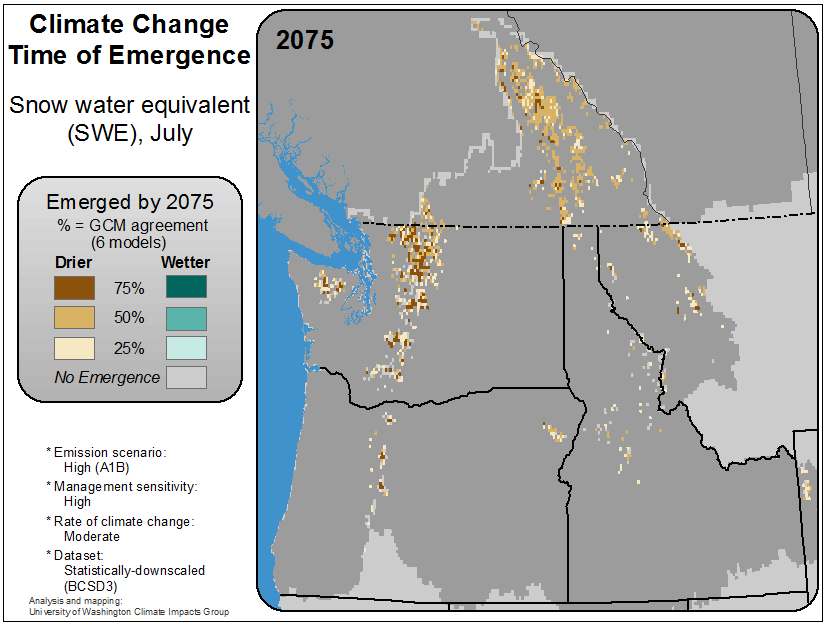 Climate Change
Time of Emergence
Snow water equivalent
(SWE), July
Emerged by 2075
% = GCM agreement
(6 models)
Drier Wetter
75%
50%
25%
No Emergence
* Emission scenario:
High (A1B)
* Management sensitivity:
High
* Rate of climate change:
Moderate
* Dataset:
Statistically-downscaled
(BCSD3)
Analysis and mapping:
University of Washington Climate Impacts Group
2075